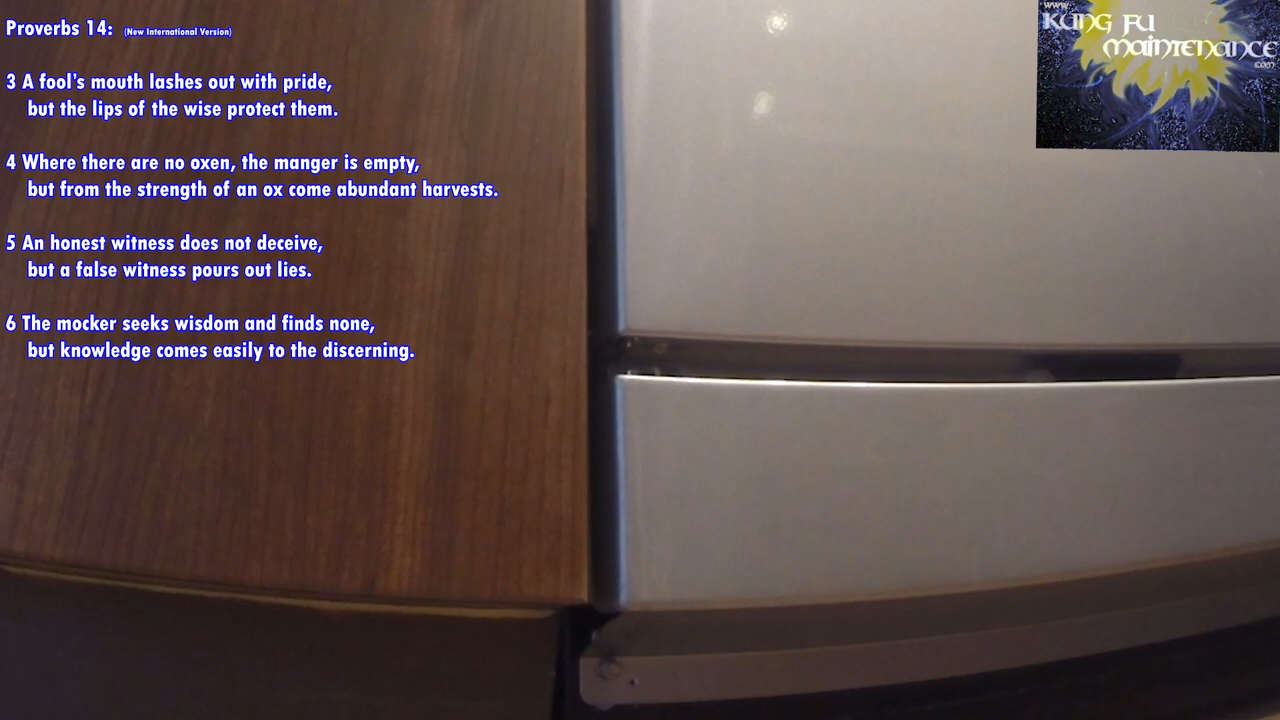 Proverbs 14: (New International Version)
3 A fool's mouth lashes out with pride,
but the lips of the wise protect them.
4 Where there are no oxen, the manger is empty,
but from the strength of an ox come abundant harvests.
5 An honest witness does not deceive,
but a false witness pours out lies.
6 The mocker seeks wisdom and finds none,
but knowledge comes easily to the discerning.
www.
Kung Fu
maintenance
.com